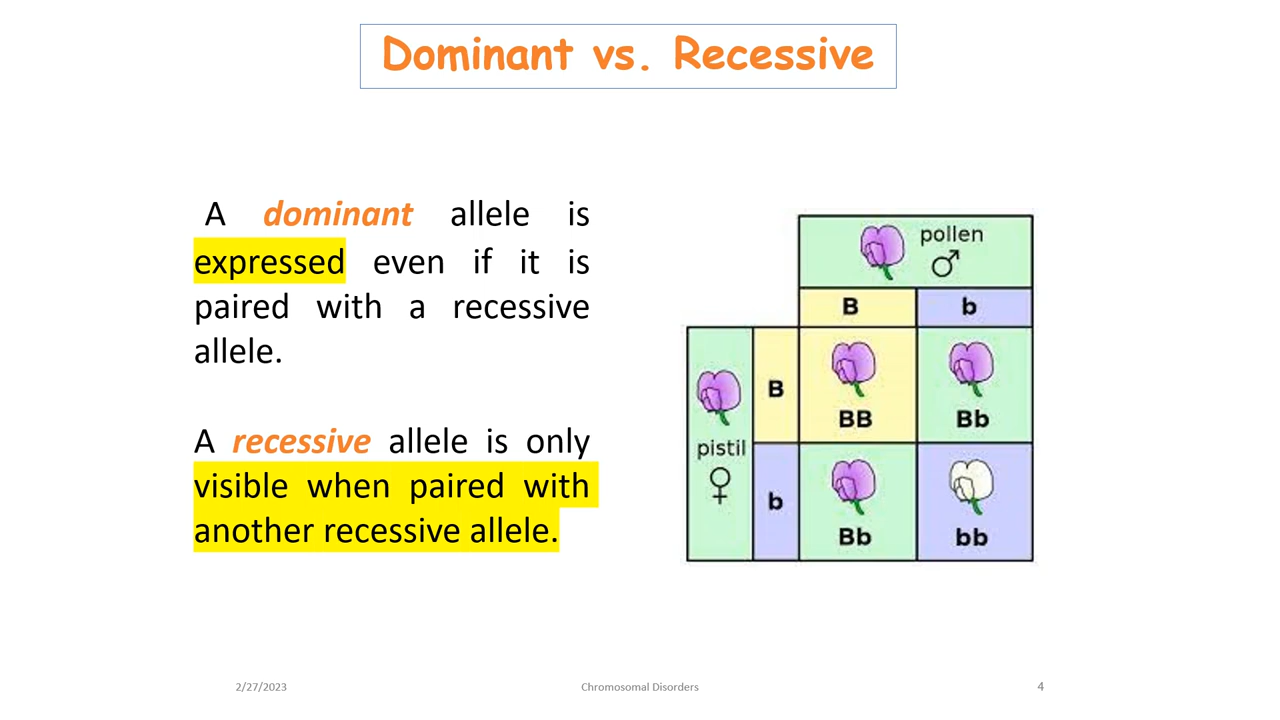 Dominant vs. Recessive
A dominant allele is
expressed even if it is
paired with a recessive
allele.
A recessive allele is only
visible when paired with
another recessive allele.
pollen
♂
B b
B
BB Bb
pistil
♀
b
Bb bb
2/27/2023
Chromosomal Disorders
4